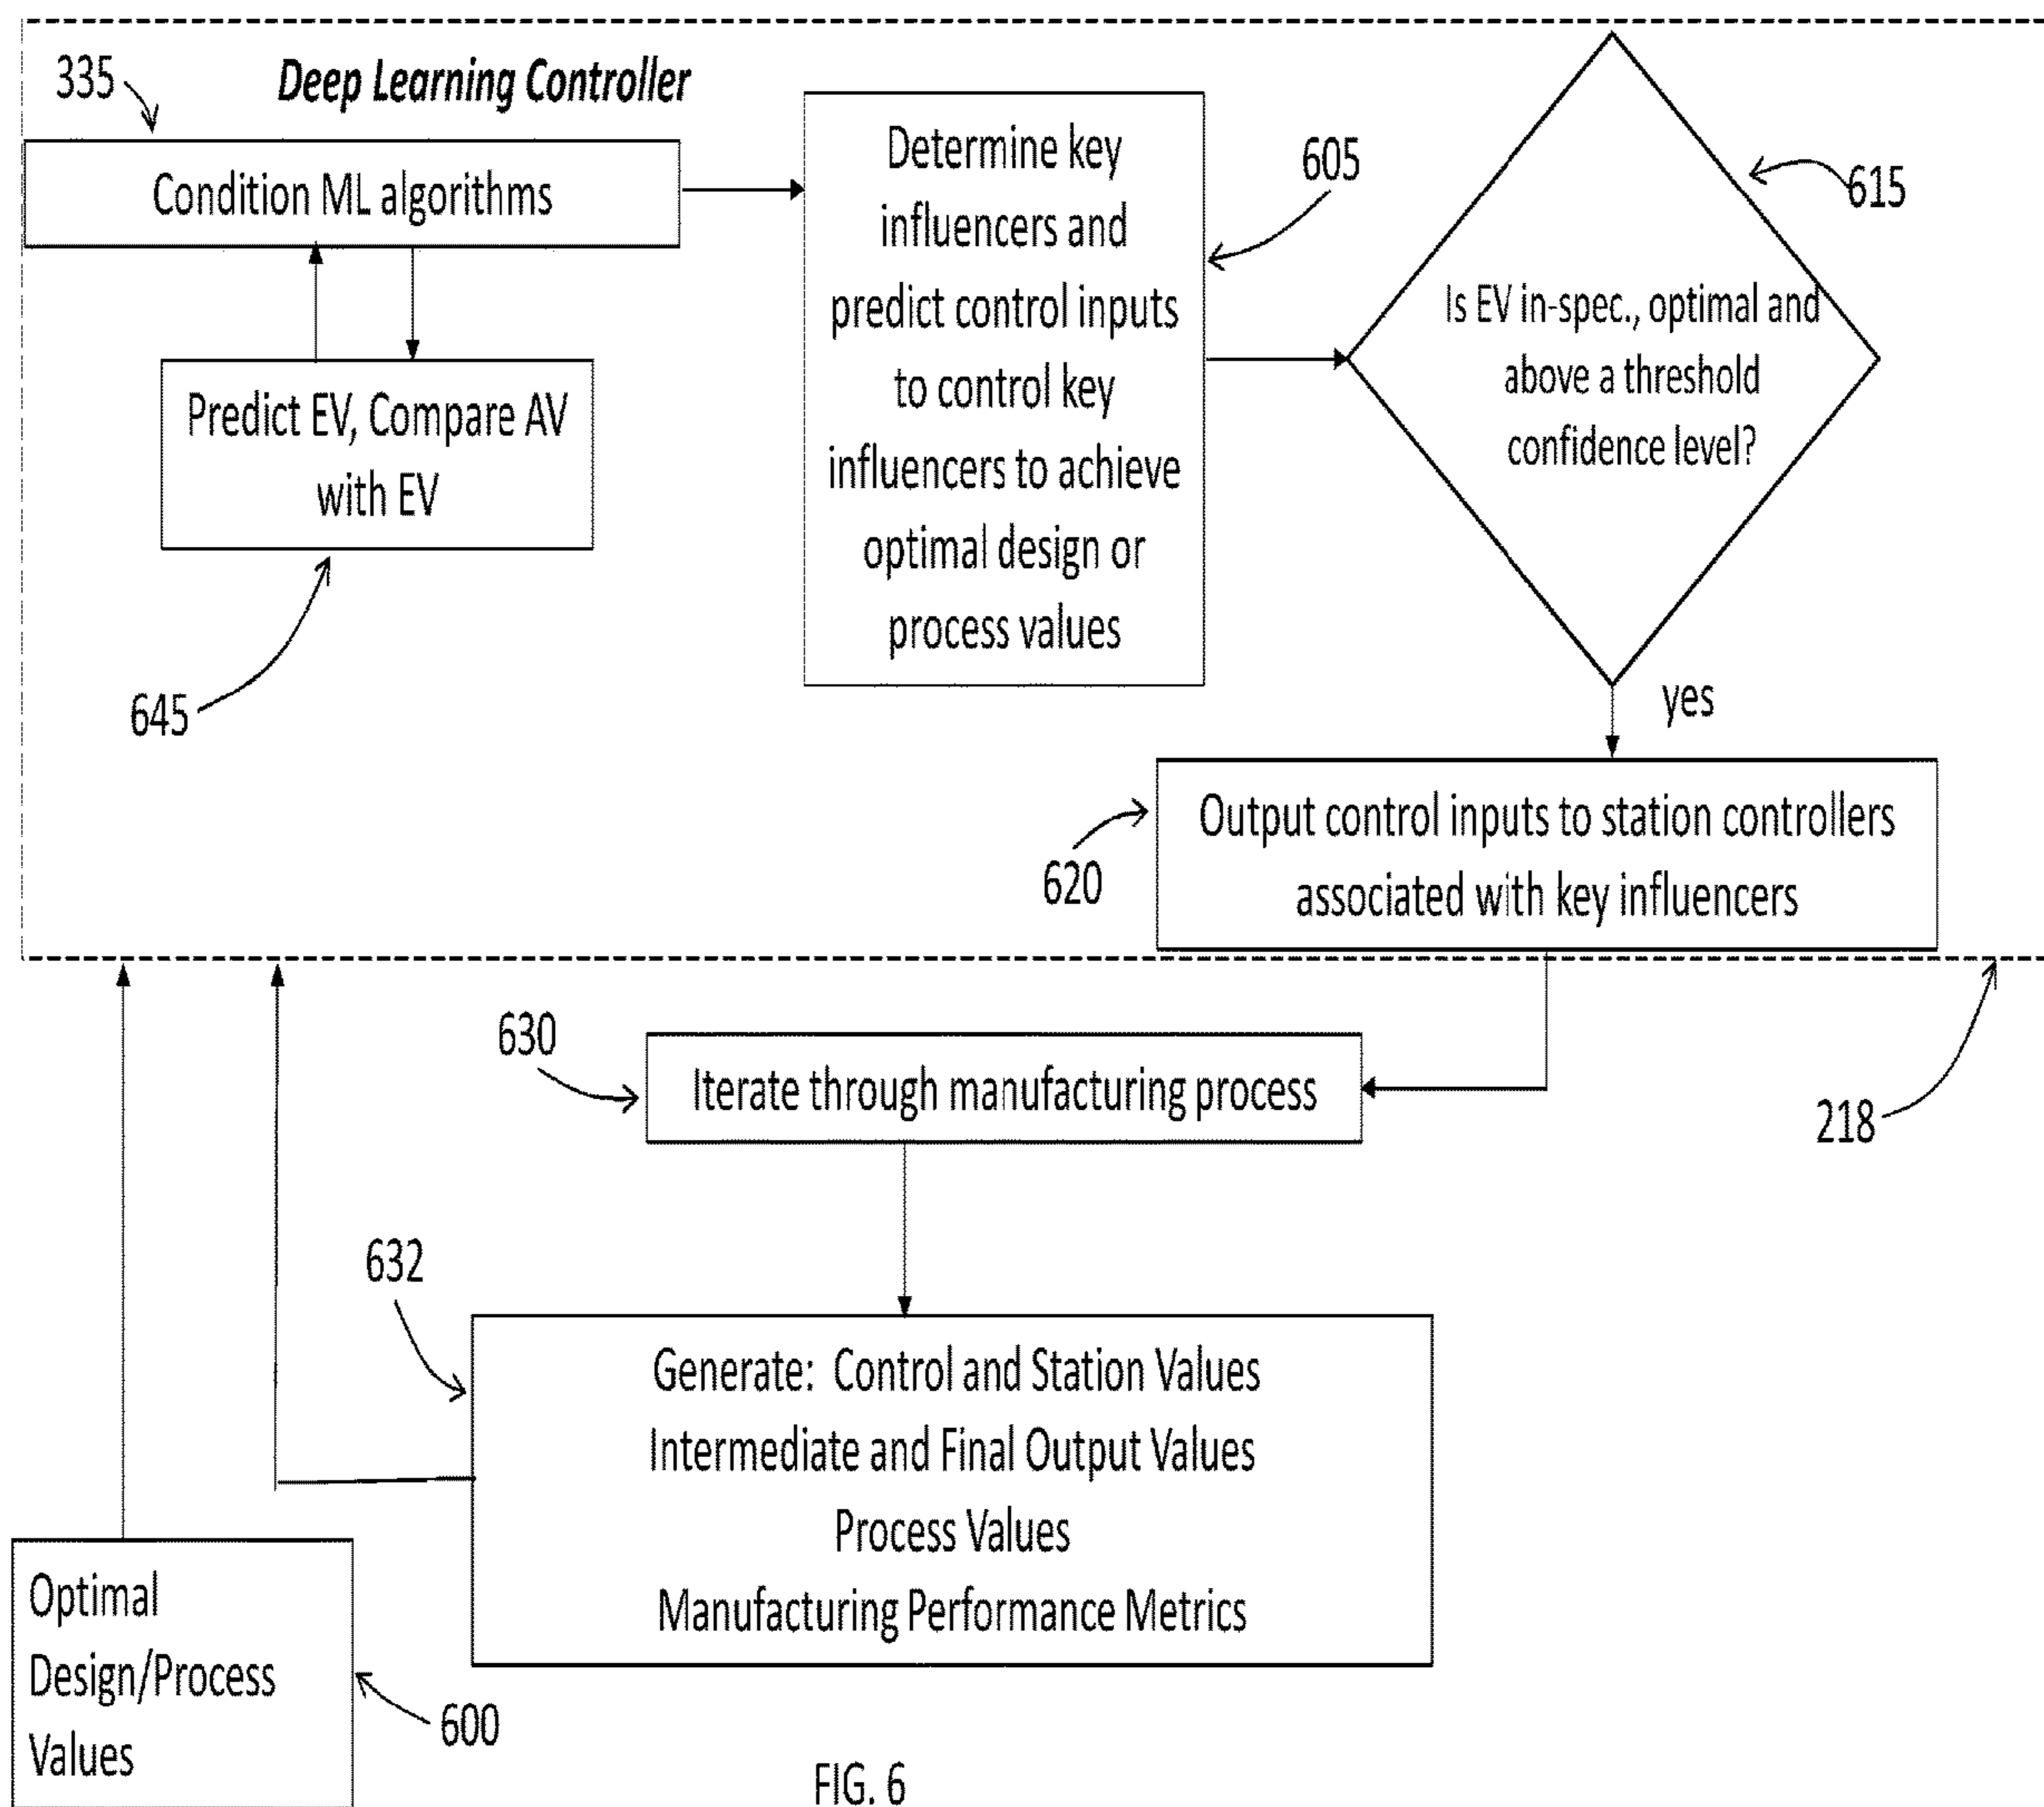 335
Deep Learning Controller
Condition ML algorithms
Predict EV, Compare AV
with EV
645
Determine key
influencers and
predict control inputs
to control key
influencers to achieve
optimal design or
process values
605
615
Is EV in-spec., optimal and
above a threshold
confidence level?
yes
620
Output control inputs to station controllers
associated with key influencers
218
630
Iterate through manufacturing process
632
Generate: Control and Station Values
Intermediate and Final Output Values
Process Values
Manufacturing Performance Metrics
Optimal
Design/Process
Values
600
FIG. 6